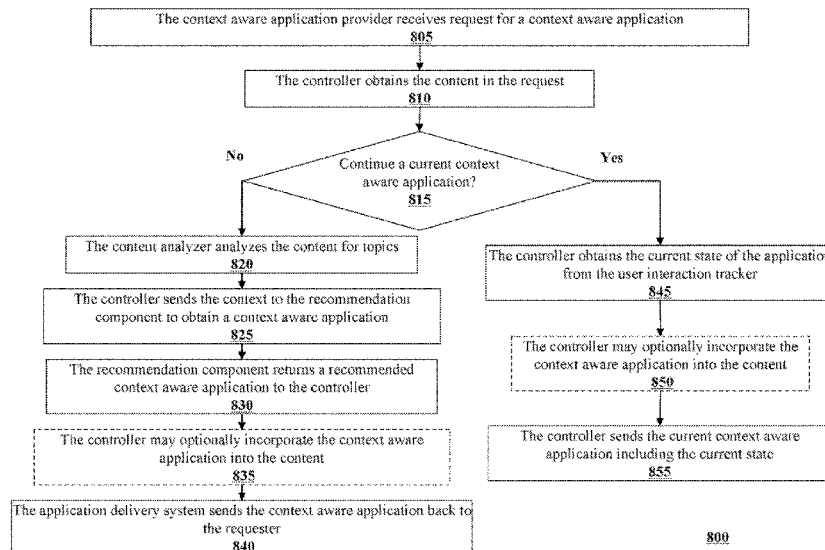 The context aware application provider receives request for a context aware application
805
The controller obtains the content in the request
810
No
Yes
Continue a current context
aware application?
815
The content analyzer analyzes the content for topics
820
The controller sends the context to the recommendation
component to obtain a context aware application
825
The recommendation component returns a recommended
context aware application to the controller
830
The controller may optionally incorporate the context aware
application into the content
835
The application delivery system sends the context aware application back to
the requester
840
The controller obtains the current state of the application
from the user interaction tracker
845
The controller may optionally incorporate the
context aware application into the content
850
The controller sends the current context aware
application including the current state
855
800